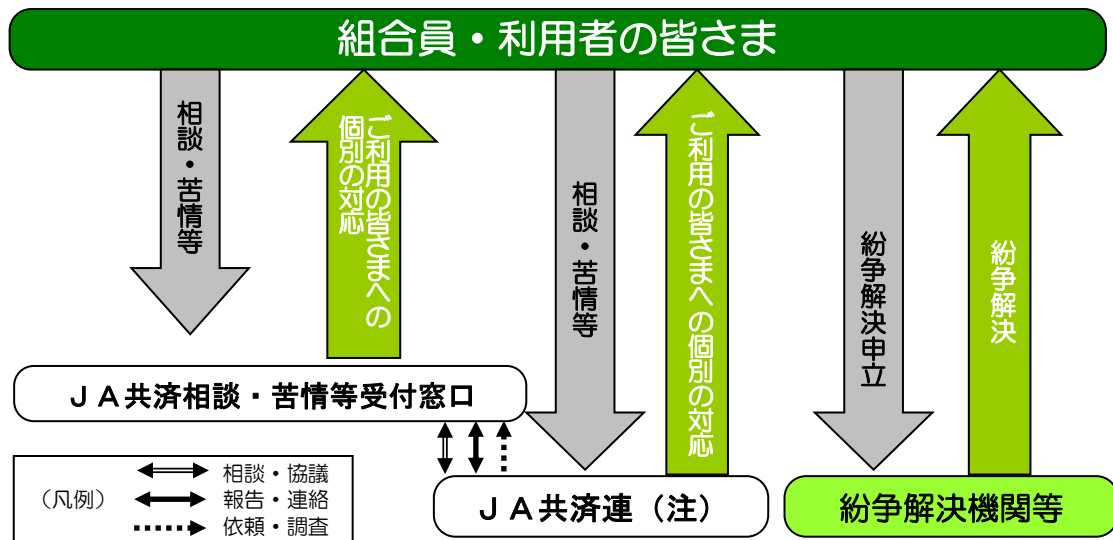 組合員・利用者の皆さま
相談・苦情等
ご利用の皆さまへの
個別の対応
相談・苦情等
ご利用の皆さまへの個別の対応
紛争解決申立
紛争解決
ＪＡ共済相談・苦情等受付窓口
（凡例）
相談・協議
報告・連絡
依頼・調査
ＪＡ共済連（注）
紛争解決機関等